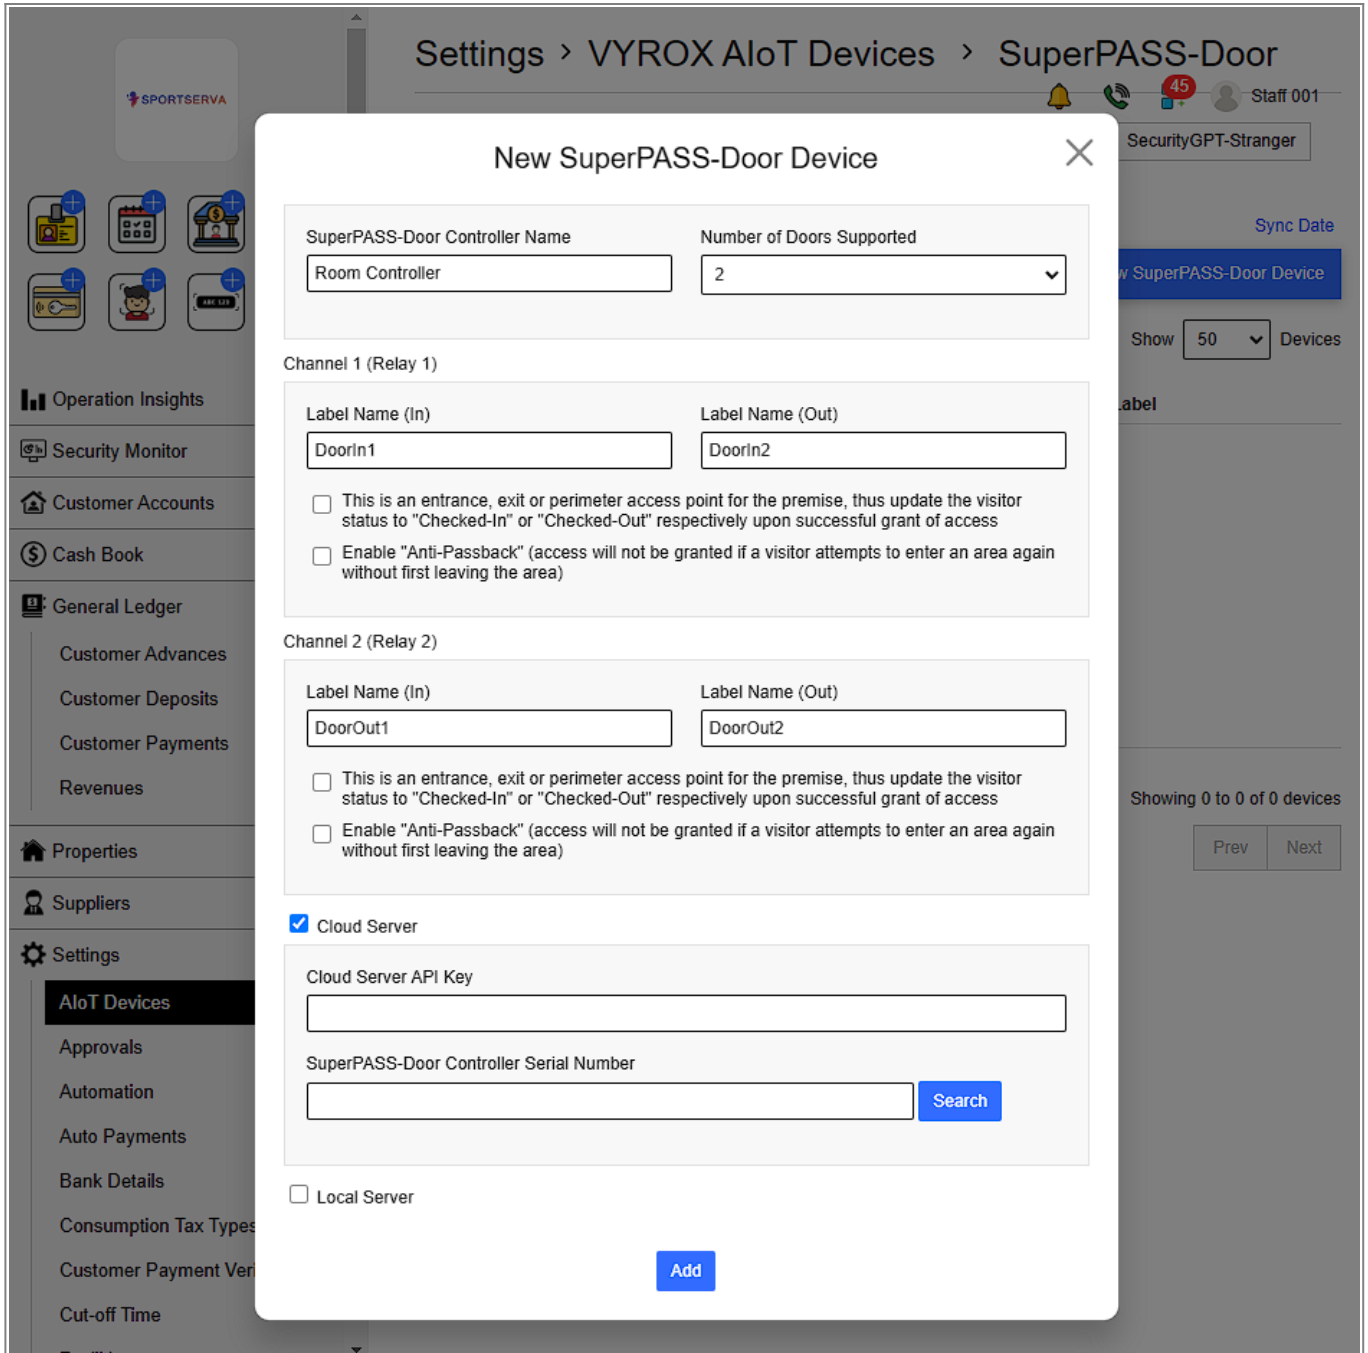 Settings > VYROX AIoT Devices > SuperPASS-Door
SPORTSERVA
45
Staff 001
SecurityGPT-Stranger
Sync Date
SuperPASS-Door Device
Show 50 Devices
Operation Insights
Security Monitor
Customer Accounts
Cash Book
General Ledger
Customer Advances
Customer Deposits
Customer Payments
Revenues
Properties
Suppliers
Settings
AIoT Devices
Approvals
Automation
Auto Payments
Bank Details
Consumption Tax Types
Customer Payment Veri
Cut-off Time
New SuperPASS-Door Device
SuperPASS-Door Controller Name
Number of Doors Supported
Room Controller
2
Channel 1 (Relay 1)
Label Name (In)
Label Name (Out)
DoorIn1
DoorIn2
This is an entrance, exit or perimeter access point for the premise, thus update the visitor
status to "Checked-In" or "Checked-Out" respectively upon successful grant of access
Enable "Anti-Passback" (access will not be granted if a visitor attempts to enter an area again
without first leaving the area)
Channel 2 (Relay 2)
Label Name (In)
Label Name (Out)
DoorOut1
DoorOut2
This is an entrance, exit or perimeter access point for the premise, thus update the visitor
status to "Checked-In" or "Checked-Out" respectively upon successful grant of access
Enable "Anti-Passback" (access will not be granted if a visitor attempts to enter an area again
without first leaving the area)
Cloud Server
Cloud Server API Key
SuperPASS-Door Controller Serial Number
Search
Local Server
Add
Showing 0 to 0 of 0 devices
Prev
Next